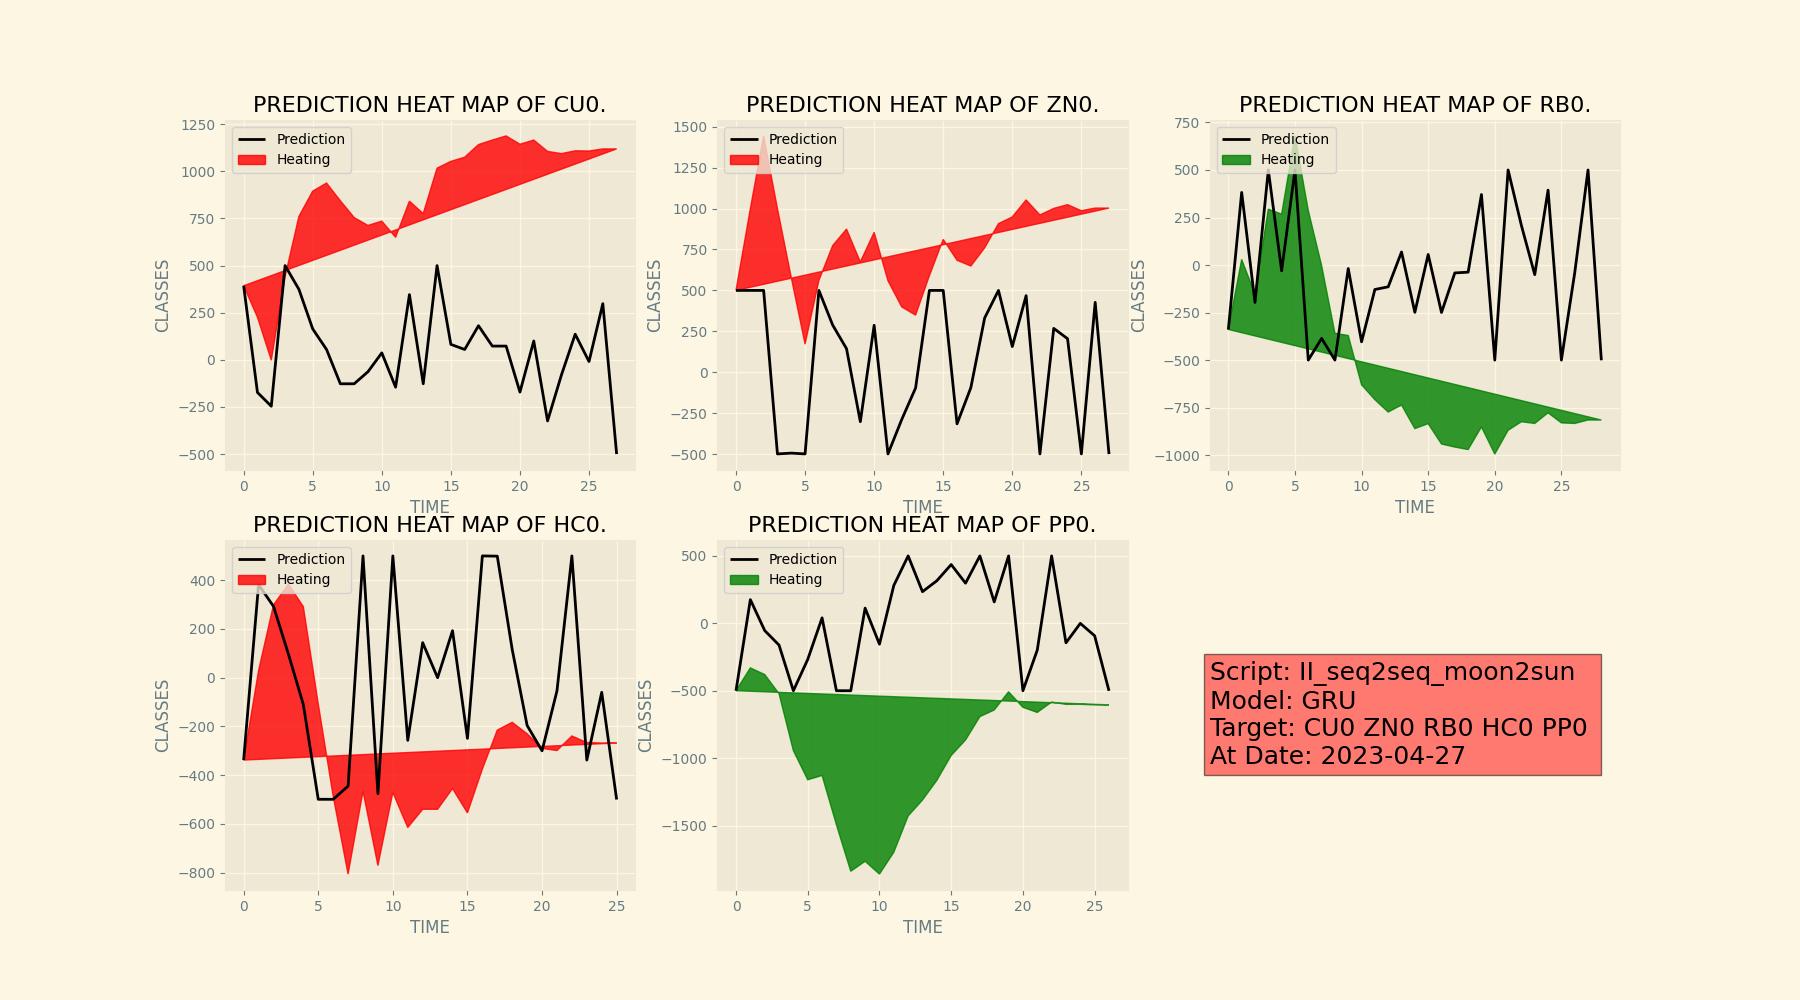 PREDICTION HEAT MAP OF CU0.
1250
1000
750
500
250
0
−250
−500
CLASSES
Prediction
Heating
0 5 10 15 20 25
TIME
PREDICTION HEAT MAP OF ZN0.
1500
1250
1000
750
500
250
0
−250
−500
CLASSES
Prediction
Heating
0 5 10 15 20 25
TIME
PREDICTION HEAT MAP OF RB0.
750
500
250
0
−250
−500
−750
−1000
CLASSES
Prediction
Heating
0 5 10 15 20 25
TIME
PREDICTION HEAT MAP OF HC0.
400
200
0
−200
−400
−600
−800
CLASSES
Prediction
Heating
0 5 10 15 20 25
TIME
PREDICTION HEAT MAP OF PP0.
500
0
−500
−1000
−1500
CLASSES
Prediction
Heating
0 5 10 15 20 25
TIME
Script: II_seq2seq_moon2sun
Model: GRU
Target: CU0 ZN0 RB0 HC0 PP0
At Date: 2023-04-27